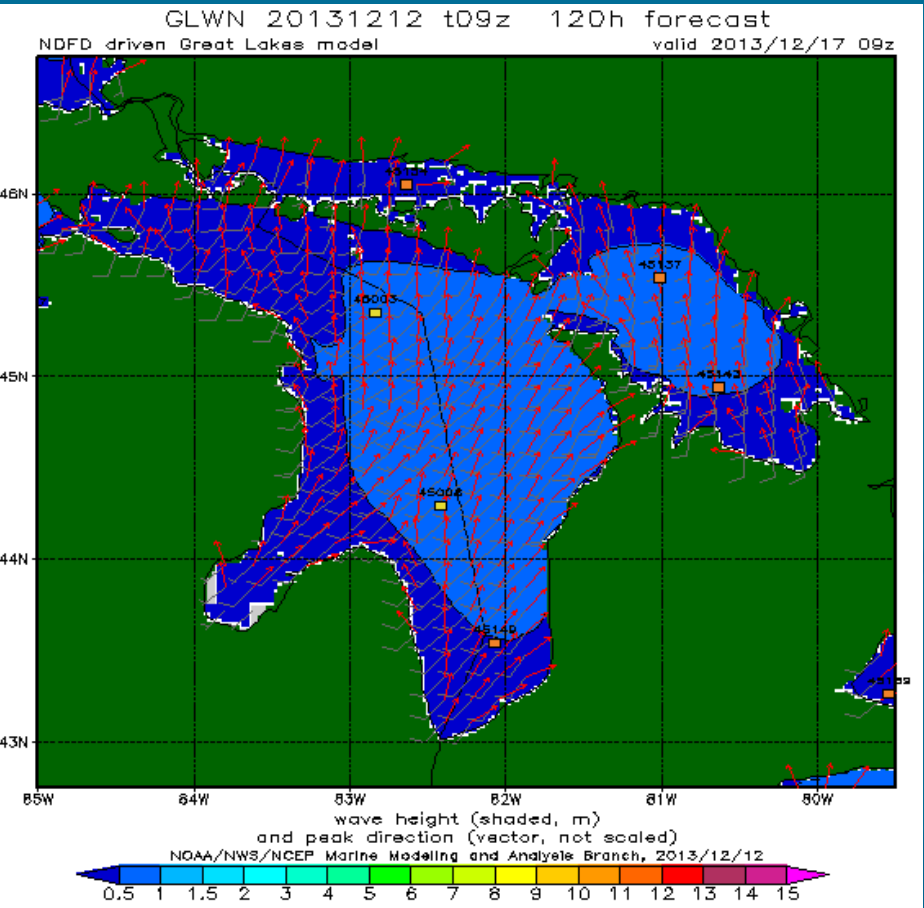 GLWN 20131212 t09z 120h forecast
NDFD driven Great Lakes model valid 2013/12/17 09z
46N
45137
45003
45N
45143
45008
44N
45149
43N
85W 84W 83W 82W 81W 80W
wave height (shaded, m)
and peak direction (vector, not scaled)
NOAA/NWS/NCEP Marine Modeling and Analysis Branch, 2013/12/12
0.5 1 1.5 2 3 4 5 6 7 8 9 10 11 12 13 14 15